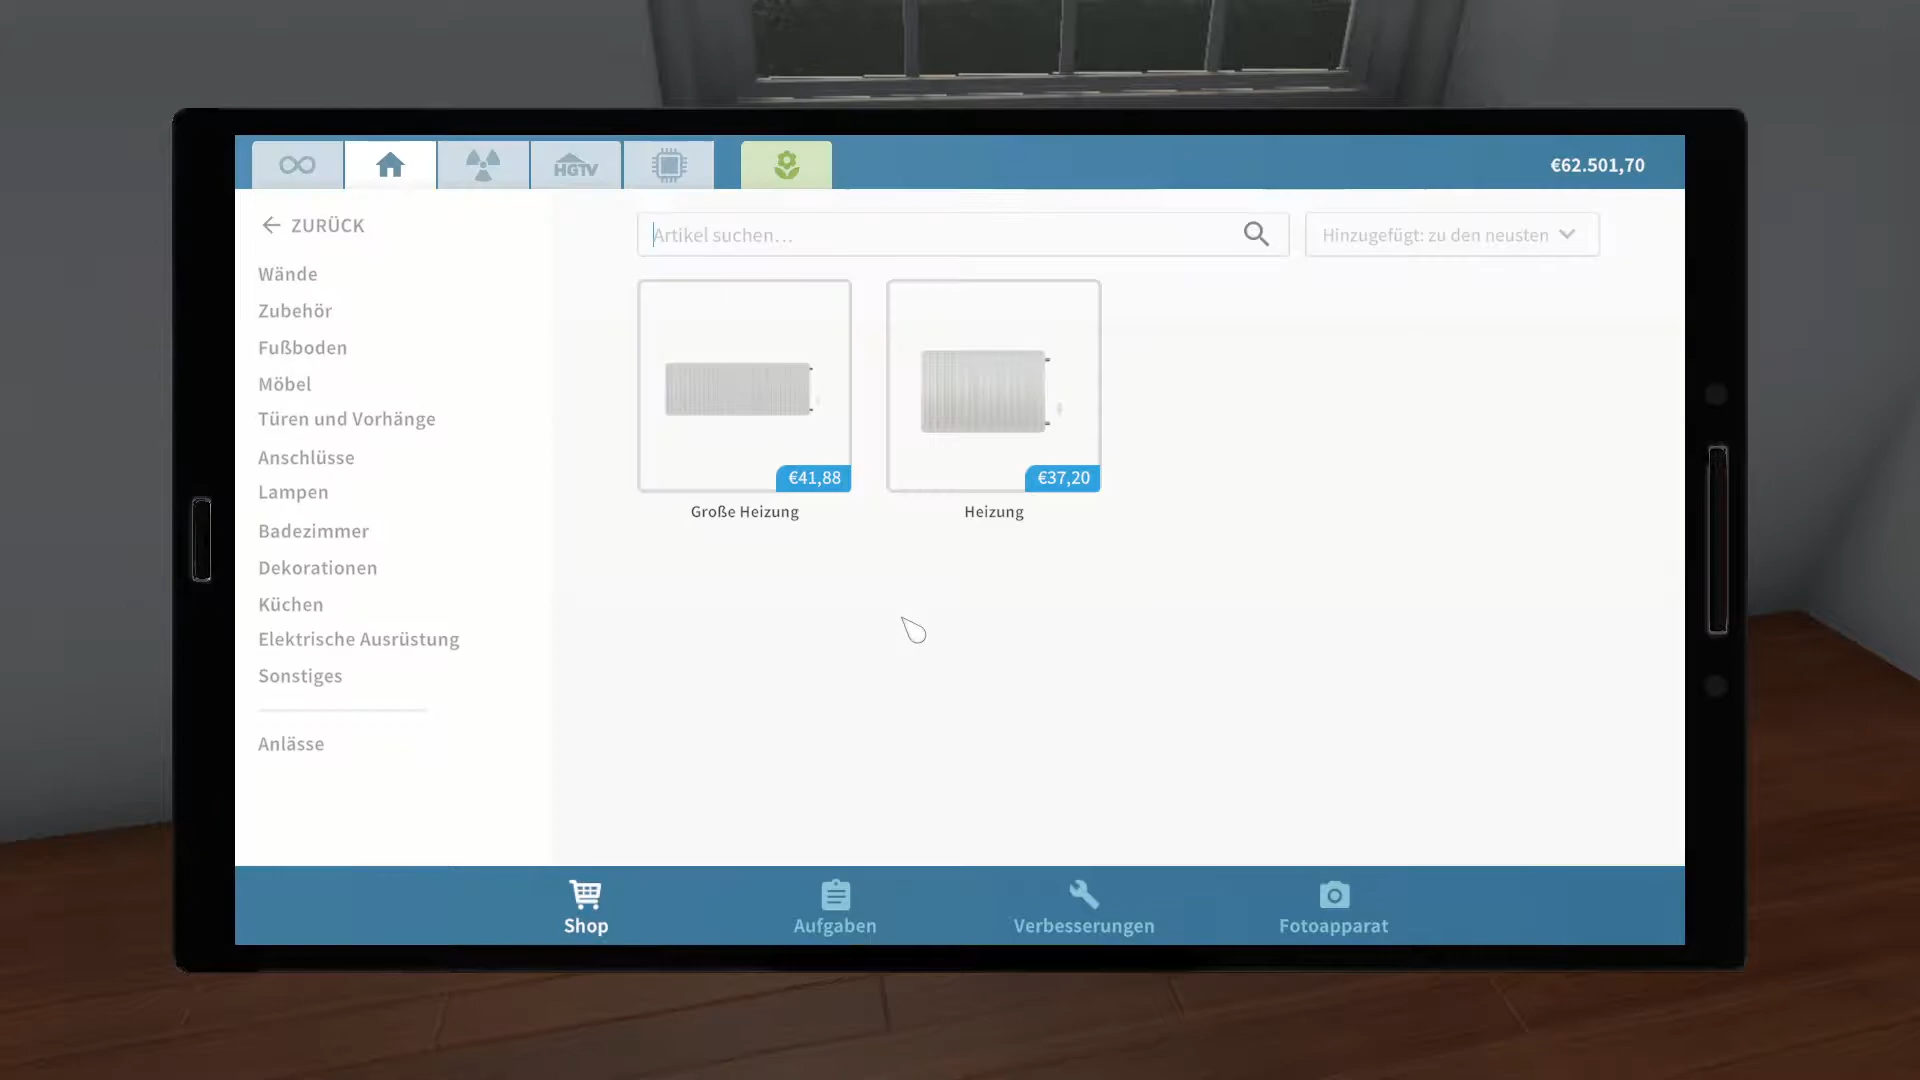 HGTV
€62.501,70
ZURÜCK
Artikel suchen...
Hinzugefügt: zu den neusten
Wände
Zubehör
Fußboden
Möbel
Türen und Vorhänge
Anschlüsse
Lampen
Badezimmer
Dekorationen
Küchen
Elektrische Ausrüstung
Sonstiges
Anlässe
€41,88
Große Heizung
€37,20
Heizung
Shop
Aufgaben
Verbesserungen
Fotoapparat